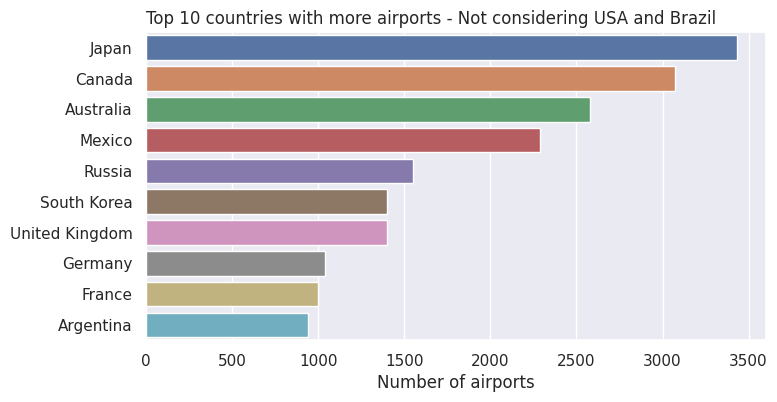 Top 10 countries with more airports - Not considering USA and Brazil
Japan
Canada
Australia
Mexico
Russia
South Korea
United Kingdom
Germany
France
Argentina
0 500 1000 1500 2000 2500 3000 3500
Number of airports